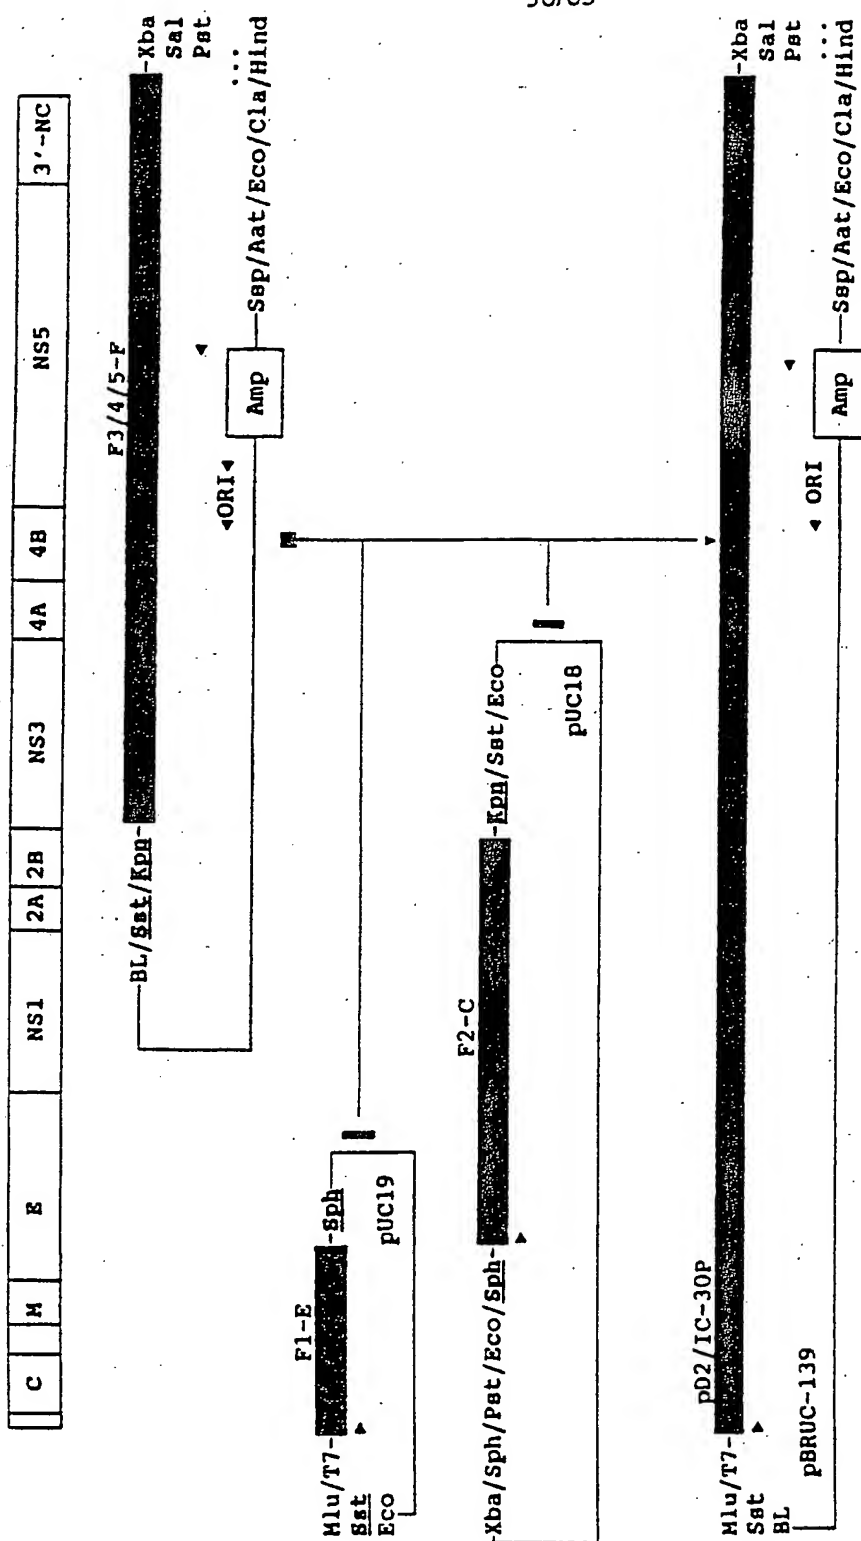 C M E NS1 2A 2B NS3 4A 4B NS5 3'-NC
F3/4/5-F
-BL/Sst/Kpn- -Xba
Sal
Pst
...
◄ORI◄
Amp
-Ssp/Aat/Eco/Cla/Hind
F1-E
Mlu/T7- -Sph
Sst
Eco
pUC19
F2-C
-Xba/Sph/Pst/Eco/Sph- -Kpn/Sst/Eco
pUC18
pD2/IC-30P
Mlu/T7- -Xba
Sst Sal
BL Pst
...
pBRUC-139
◄ ORI
Amp
-Ssp/Aat/Eco/Cla/Hind